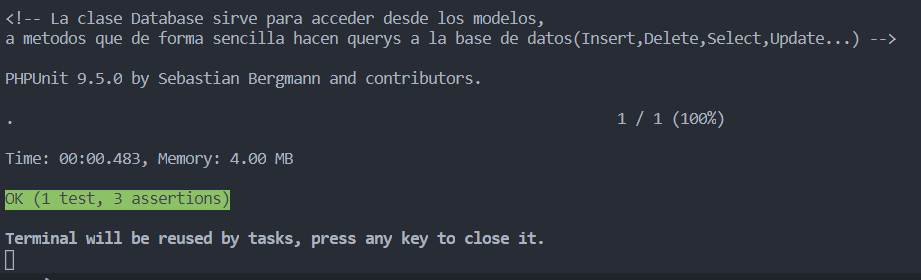 <!-- La clase Database sirve para acceder desde los modelos,
a metodos que de forma sencilla hacen querys a la base de datos(Insert,Delete,Select,Update...) -->
PHPUnit 9.5.0 by Sebastian Bergmann and contributors.
. 1 / 1 (100%)
Time: 00:00.483, Memory: 4.00 MB
OK (1 test, 3 assertions)
Terminal will be reused by tasks, press any key to close it.